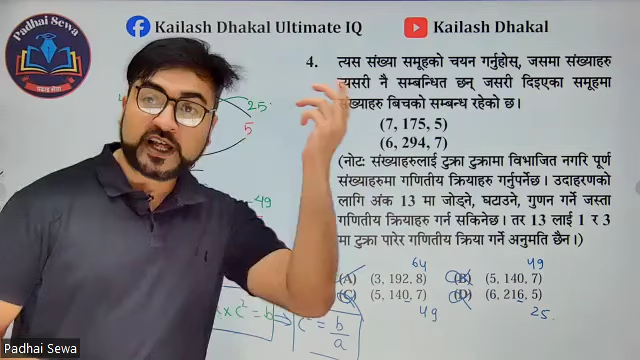 Padhai Sewa
Kailash Dhakal Ultimate IQ
Kailash Dhakal
4. त्यस संख्या समूहको चयन गर्नुहोस्, जसमा संख्याहरु
त्यसरी नै सम्बन्धित छन् जसरी दिइएका समूहमा
संख्याहरु बिचको सम्बन्ध रहेको छ।
(7, 175, 5)
(6, 294, 7)
(नोटः संख्याहरुलाई टुक्रा टुक्रामा विभाजित नगरि पूर्ण
संख्याहरुमा गणितीय क्रियाहरु गर्नुपर्नेछ। उदाहरणको
लागि अंक 13 मा जोड्ने, घटाउने, गुणन गर्ने जस्ता
गणितीय क्रियाहरु गर्न सकिनेछ। तर 13 लाई 1 र 3
मा टुक्रा पारेर गणितीय क्रिया गर्ने अनुमति छैन।)
64 49
(A) (3, 192, 8) (B) (5, 140, 7)
(C) (5, 140, 7) (D) (6, 216, 5)
49 25
25
5
49
x c² = b
c² = b/a
Padhai Sewa